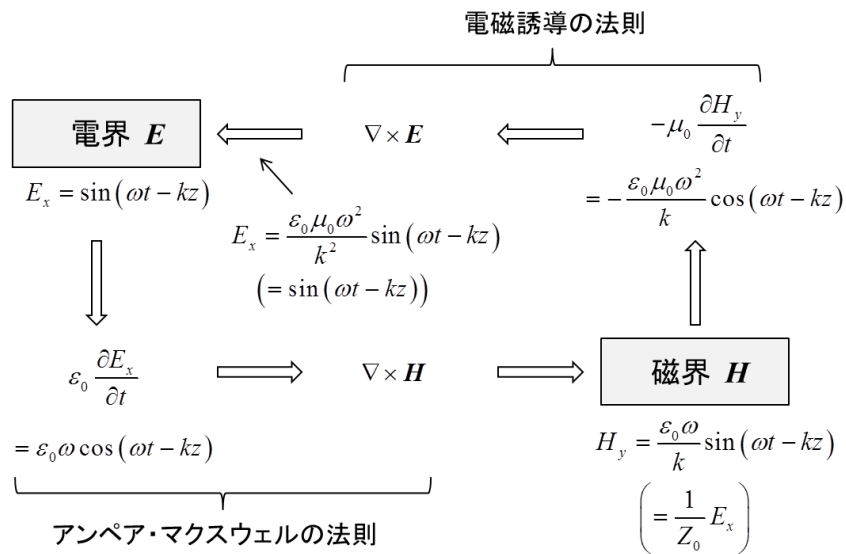 電磁誘導の法則
電界 E
∇ × E
−μ₀ ∂H_y/∂t
E_x = sin(ωt − kz)
= − ε₀μ₀ω²/k cos(ωt − kz)
E_x = ε₀μ₀ω²/k² sin(ωt − kz)
(= sin(ωt − kz))
ε₀ ∂E_x/∂t
∇ × H
磁界 H
= ε₀ω cos(ωt − kz)
H_y = ε₀ω/k sin(ωt − kz)
(= 1/Z₀ E_x)
アンペア・マクスウェルの法則